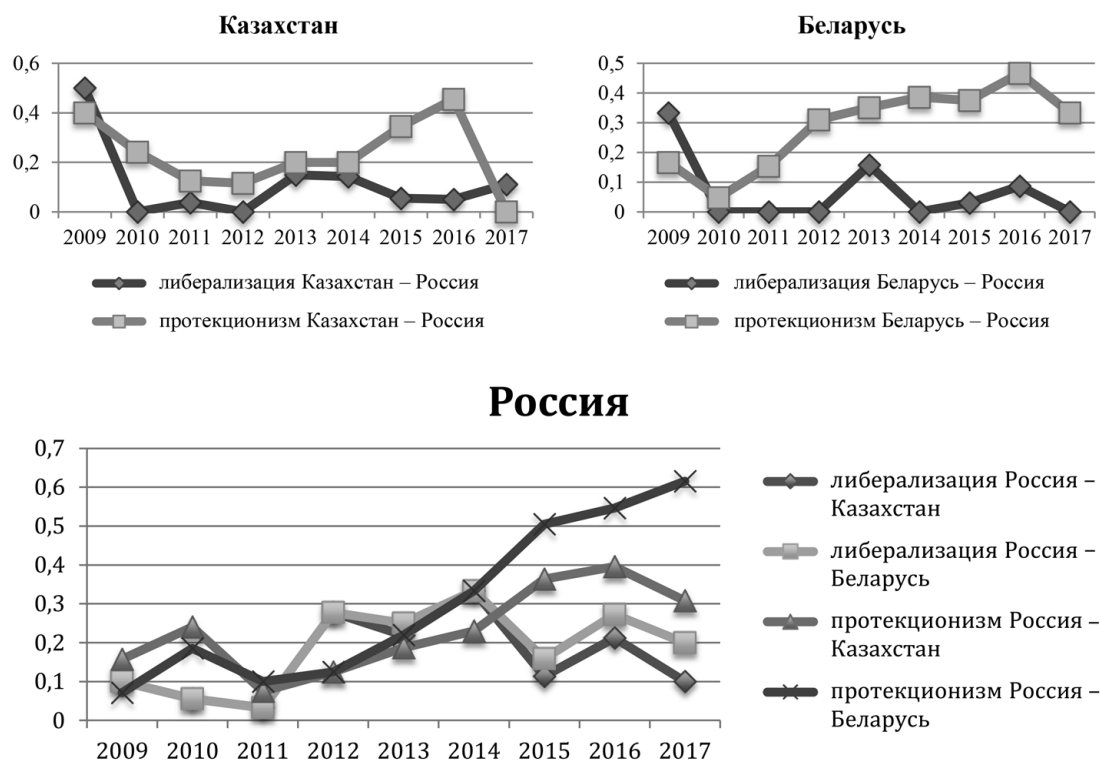 Казахстан
0,6
0,4
0,2
0
2009 2010 2011 2012 2013 2014 2015 2016 2017
либерализация Казахстан – Россия
протекционизм Казахстан – Россия
Беларусь
0,5
0,4
0,3
0,2
0,1
0
2009 2010 2011 2012 2013 2014 2015 2016 2017
либерализация Беларусь – Россия
протекционизм Беларусь – Россия
Россия
0,7
0,6
0,5
0,4
0,3
0,2
0,1
0
2009 2010 2011 2012 2013 2014 2015 2016 2017
либерализация Россия –
Казахстан
либерализация Россия –
Беларусь
протекционизм Россия –
Казахстан
протекционизм Россия –
Беларусь